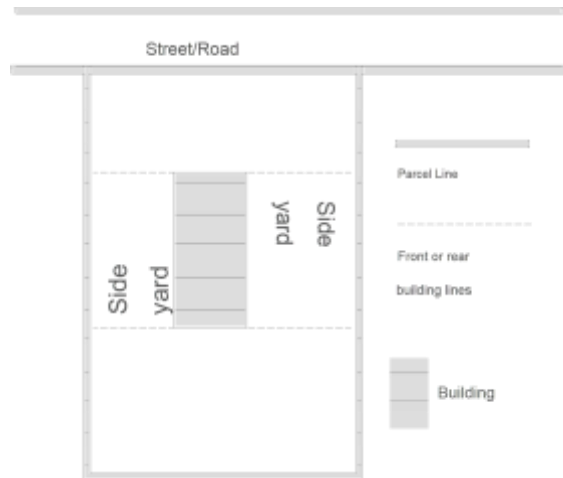 Street/Road
Side
yard
Side
yard
Parcel Line
Front or rear
building lines
Building